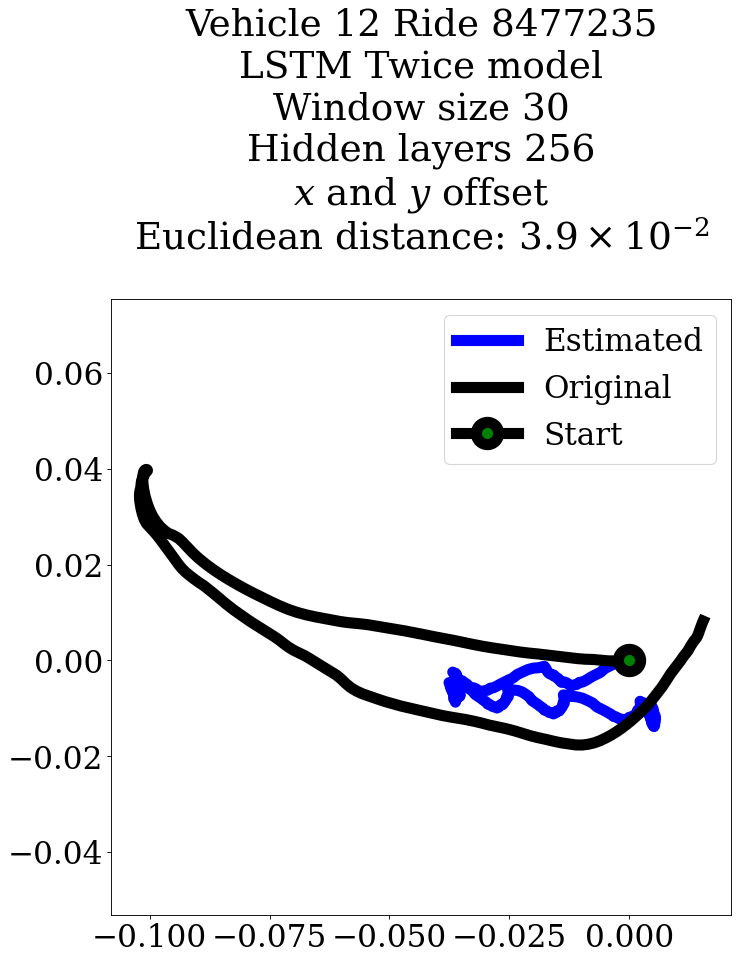 Vehicle 12 Ride 8477235
LSTM Twice model
Window size 30
Hidden layers 256
x and y offset
Euclidean distance: 3.9 × 10⁻²
Estimated
Original
Start
0.06
0.04
0.02
0.00
−0.02
−0.04
−0.100 −0.075 −0.050 −0.025 0.000